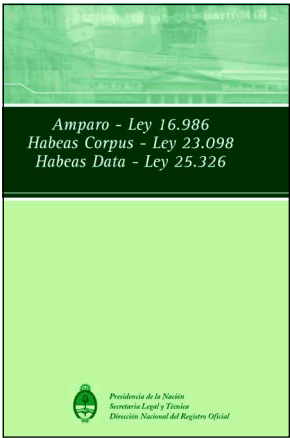 Amparo - Ley 16.986
Habeas Corpus - Ley 23.098
Habeas Data - Ley 25.326
Presidencia de la Nación
Secretaría Legal y Técnica
Dirección Nacional del Registro Oficial